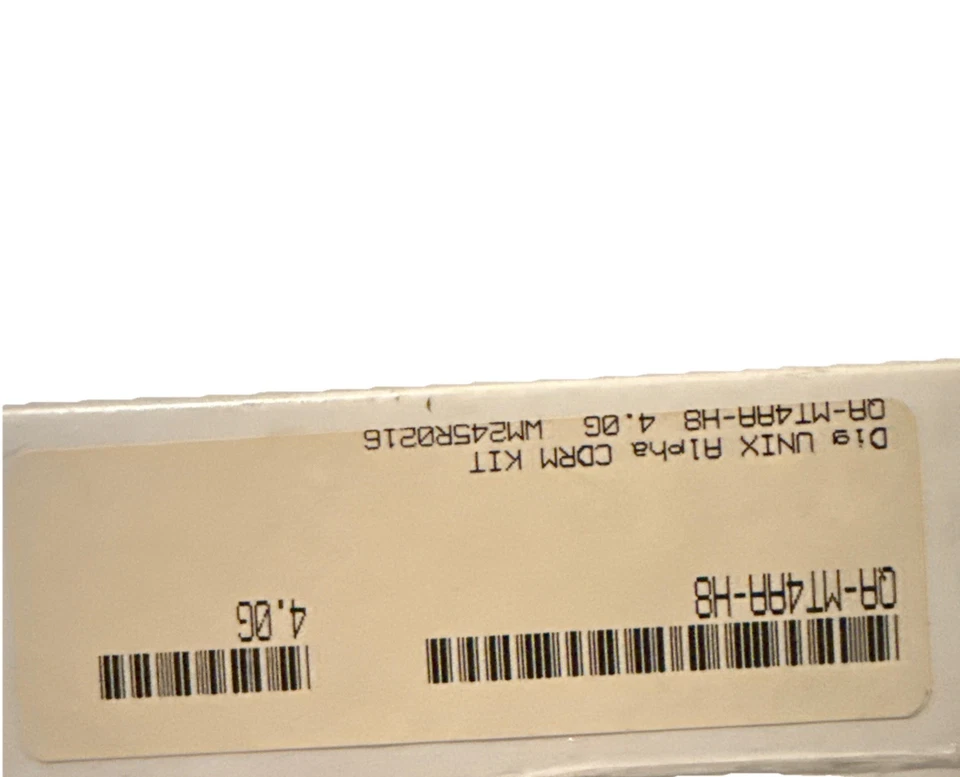 QA-MT4AA-H8 4.0G
Dig UNIX Alpha CDRM KIT
QA-MT4AA-H8 4.0G WM245R0216